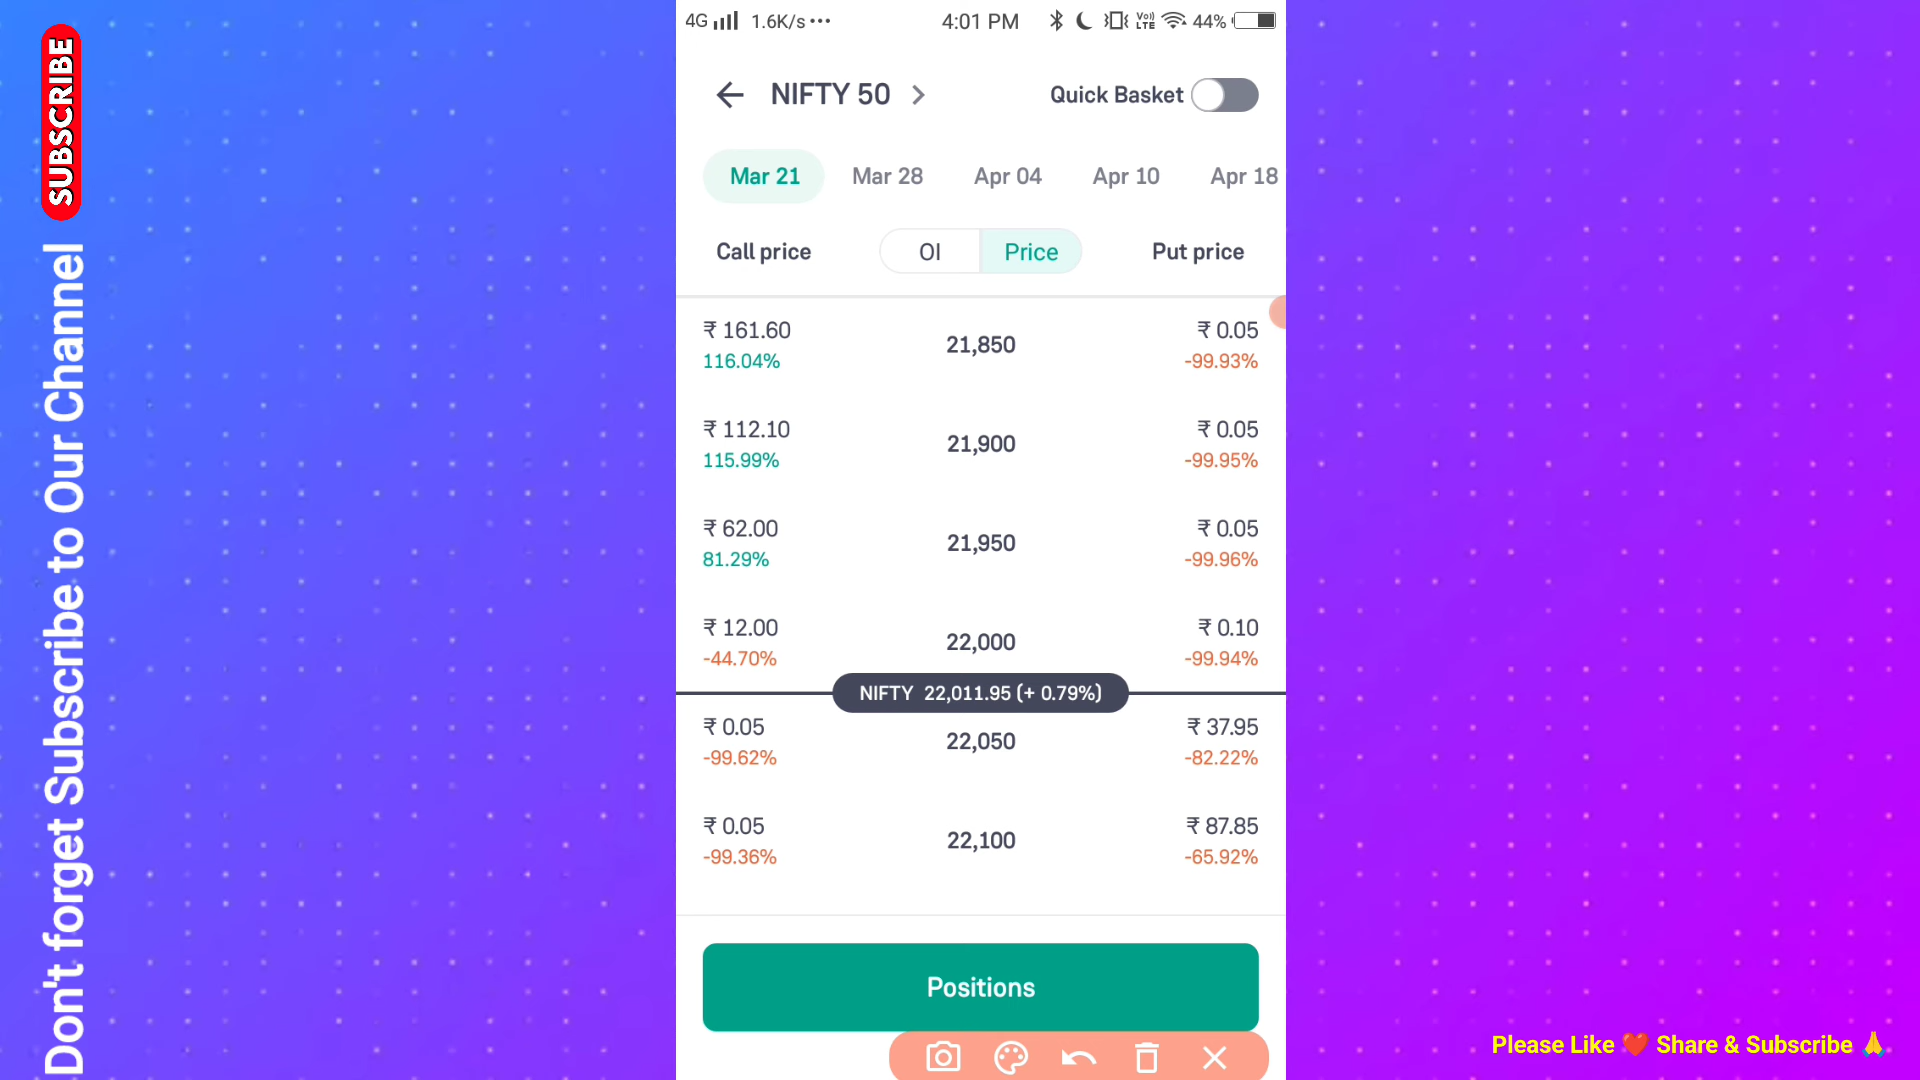 Don't forget Subscribe to Our Channel
SUBSCRIBE
4G 1.6K/s ••• 4:01 PM Vo)) LTE 44%
NIFTY 50 Quick Basket
Mar 21 Mar 28 Apr 04 Apr 10 Apr 18
Call price OI Price Put price
₹ 161.60 21,850 ₹ 0.05
116.04% -99.93%
₹ 112.10 21,900 ₹ 0.05
115.99% -99.95%
₹ 62.00 21,950 ₹ 0.05
81.29% -99.96%
₹ 12.00 22,000 ₹ 0.10
-44.70% -99.94%
NIFTY 22,011.95 (+ 0.79%)
₹ 0.05 22,050 ₹ 37.95
-99.62% -82.22%
₹ 0.05 22,100 ₹ 87.85
-99.36% -65.92%
Positions
Please Like ❤️ Share & Subscribe 🙏